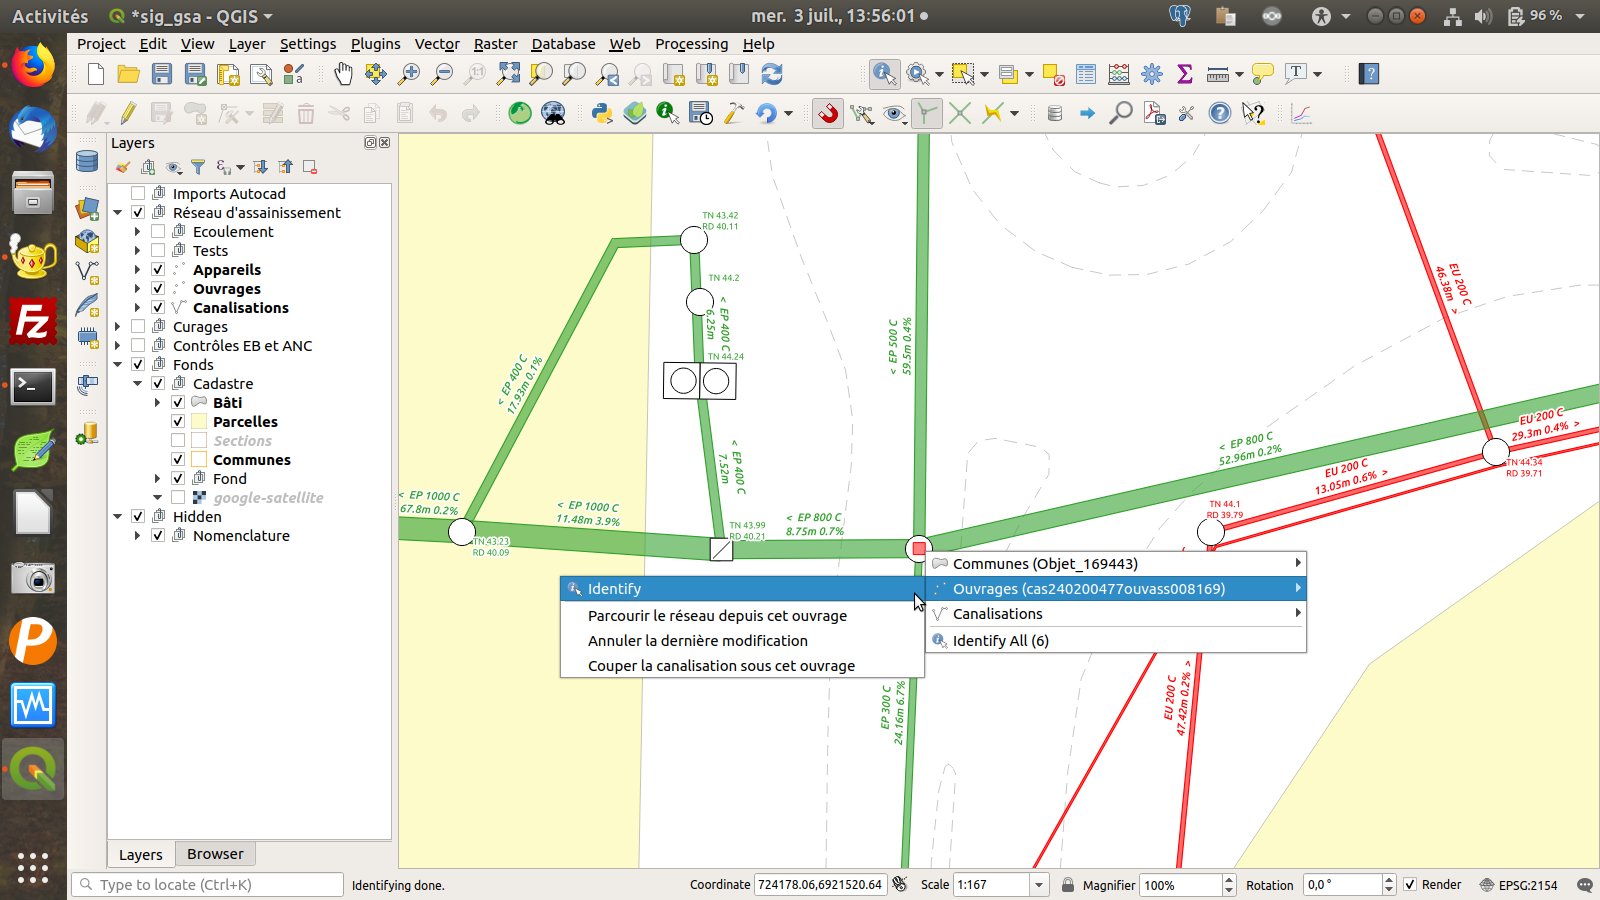 Activités
*sig_gsa - QGIS
mer. 3 juil., 13:56:01
96 %
Project Edit View Layer Settings Plugins Vector Raster Database Web Processing Help
Layers
Imports Autocad
Réseau d'assainissement
Ecoulement
Tests
Appareils
Ouvrages
Canalisations
Curages
Contrôles EB et ANC
Fonds
Cadastre
Bâti
Parcelles
Sections
Communes
Fond
google-satellite
Hidden
Nomenclature
Layers
Browser
TN 43.42
RD 40.11
TN 44.2
< EP 400 C
6.25m
TN 44.24
< EP 400 C
17.93m 0.1%
< EP 400 C
7.52m
< EP 500 C
59.5m 0.4%
< EP 1000 C
67.8m 0.2%
TN 43.23
RD 40.09
< EP 1000 C
11.48m 3.9%
TN 43.99
RD 40.21
< EP 800 C
8.75m 0.7%
< EP 800 C
52.96m 0.2%
EU 200 C
46.38m >
EU 200 C
29.3m 0.4% >
TN 44.34
RD 39.71
EU 200 C
13.05m 0.6% >
TN 44.1
RD 39.79
EP 300 C
24.16m 6.7%
EU 200 C
47.42m 0.2% >
Communes (Objet_169443)
Ouvrages (cas240200477ouvass008169)
Canalisations
Identify All (6)
Identify
Parcourir le réseau depuis cet ouvrage
Annuler la dernière modification
Couper la canalisation sous cet ouvrage
Type to locate (Ctrl+K)
Identifying done.
Coordinate 724178.06,6921520.64
Scale 1:167
Magnifier 100%
Rotation 0,0 °
Render
EPSG:2154